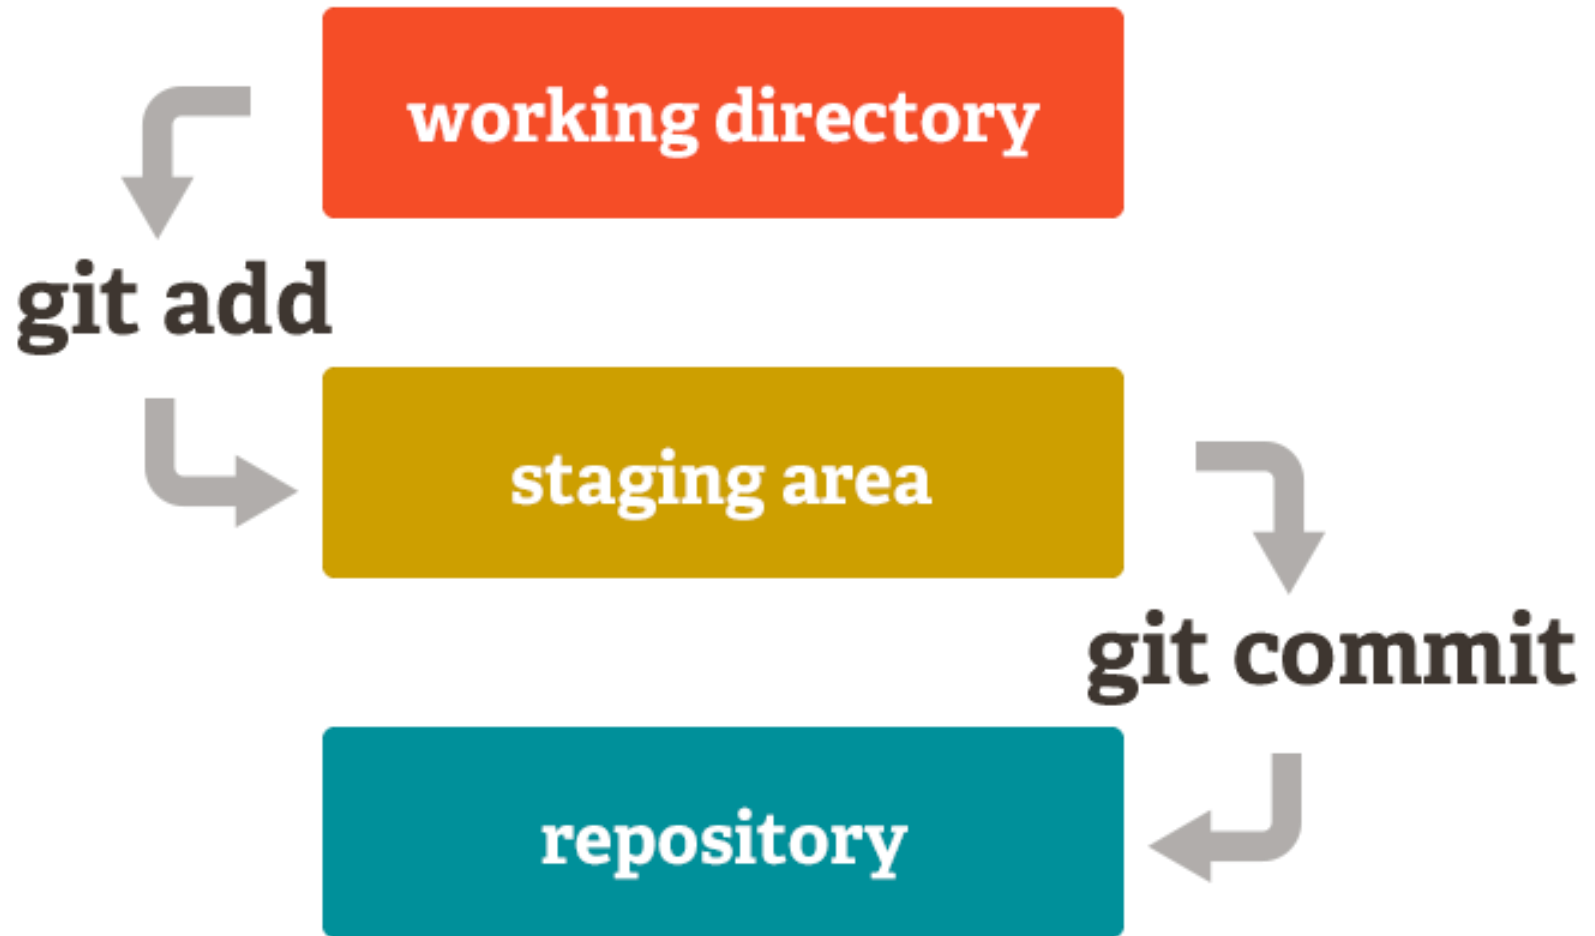 working directory
git add
staging area
git commit
repository